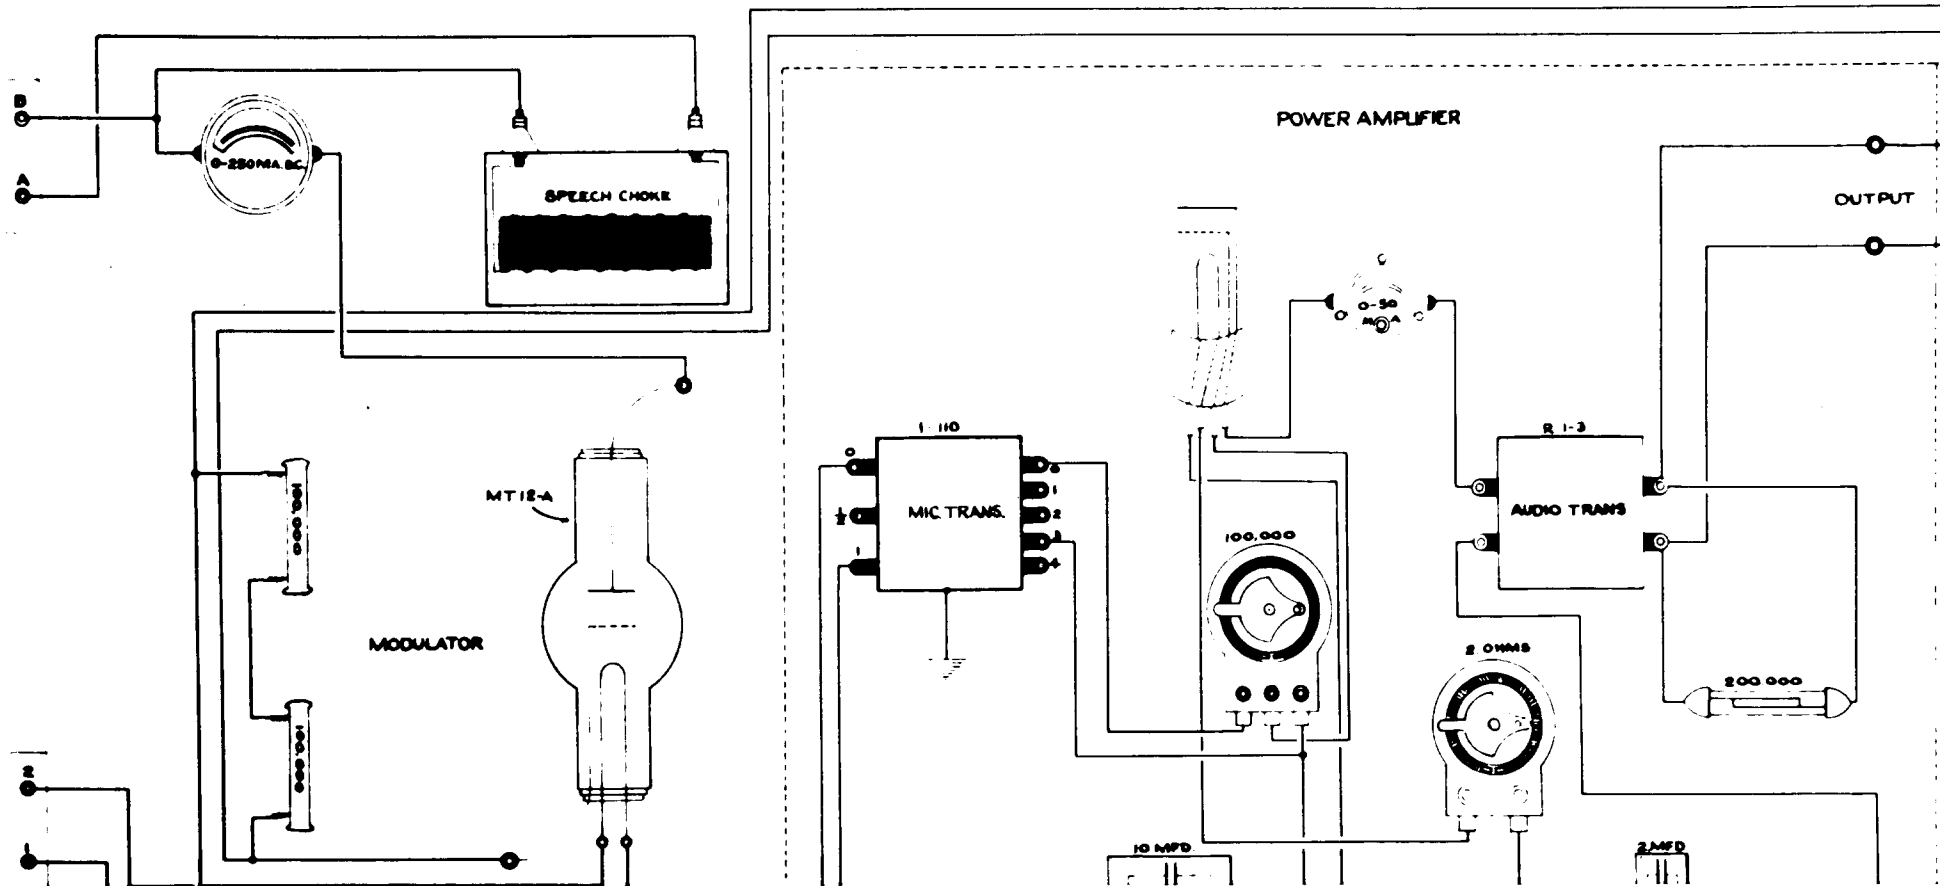 B
A
0-250 M.A. D.C.
SPEECH CHOKE
POWER AMPLIFIER
OUTPUT
0-50
M A
1-110
0
½
1
MIC. TRANS.
0
1
2
3
4
R 1-3
AUDIO TRANS
MT12-A
100,000
100,000
MODULATOR
100,000
2 OHMS
200.000
2
1
10 MFD
2 MFD